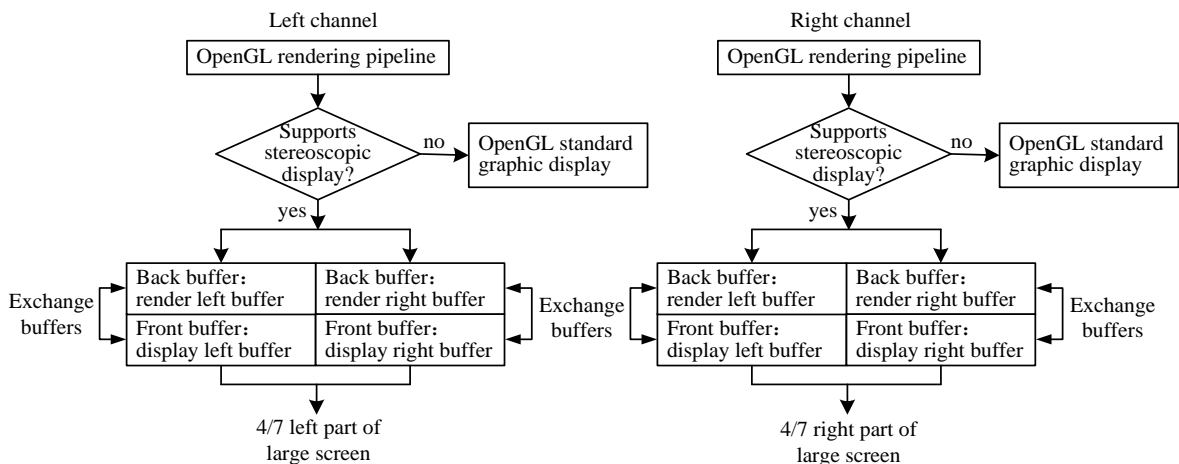 Left channel
OpenGL rendering pipeline
Supports
stereoscopic
display?
no
OpenGL standard
graphic display
yes
Back buffer：
render left buffer
Back buffer：
render right buffer
Exchange
buffers
Front buffer：
display left buffer
Front buffer：
display right buffer
Exchange
buffers
4/7 left part of
large screen
Right channel
OpenGL rendering pipeline
Supports
stereoscopic
display?
no
OpenGL standard
graphic display
yes
Back buffer：
render left buffer
Back buffer：
render right buffer
Front buffer：
display left buffer
Front buffer：
display right buffer
Exchange
buffers
4/7 right part of
large screen